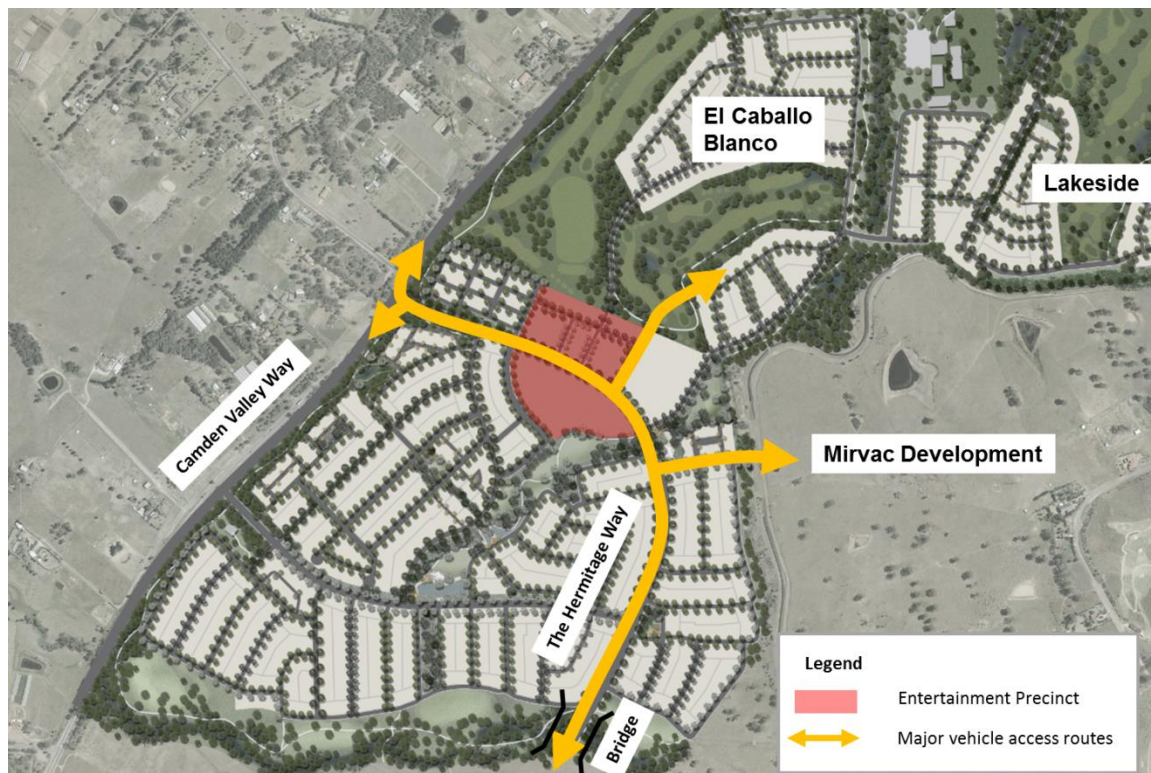 El Caballo
Blanco
Lakeside
Camden Valley Way
Mirvac Development
The Hermitage Way
Bridge
Legend
Entertainment Precinct
Major vehicle access routes